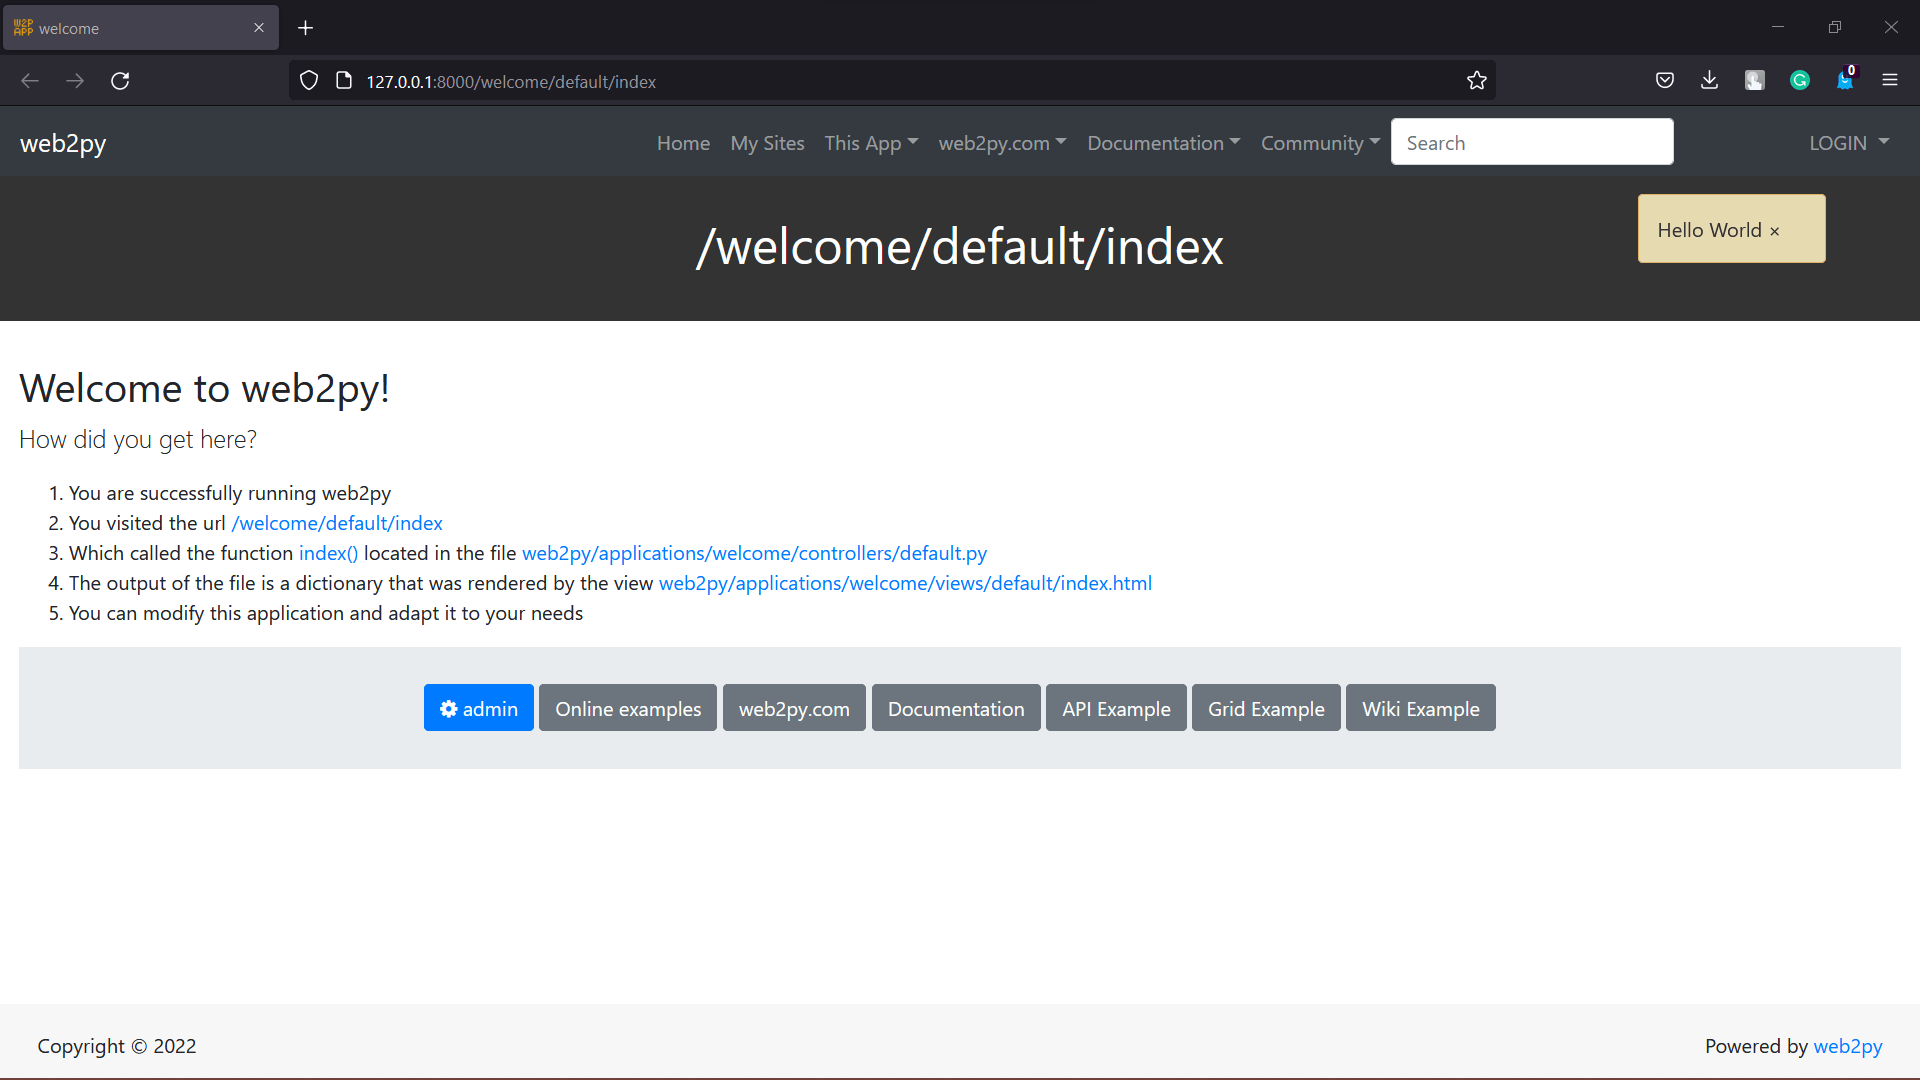 W2P
APP welcome
127.0.0.1:8000/welcome/default/index
0
web2py Home My Sites This App web2py.com Documentation Community Search LOGIN
/welcome/default/index
Hello World ×
Welcome to web2py!
How did you get here?
1. You are successfully running web2py
2. You visited the url /welcome/default/index
3. Which called the function index() located in the file web2py/applications/welcome/controllers/default.py
4. The output of the file is a dictionary that was rendered by the view web2py/applications/welcome/views/default/index.html
5. You can modify this application and adapt it to your needs
admin Online examples web2py.com Documentation API Example Grid Example Wiki Example
Copyright © 2022 Powered by web2py